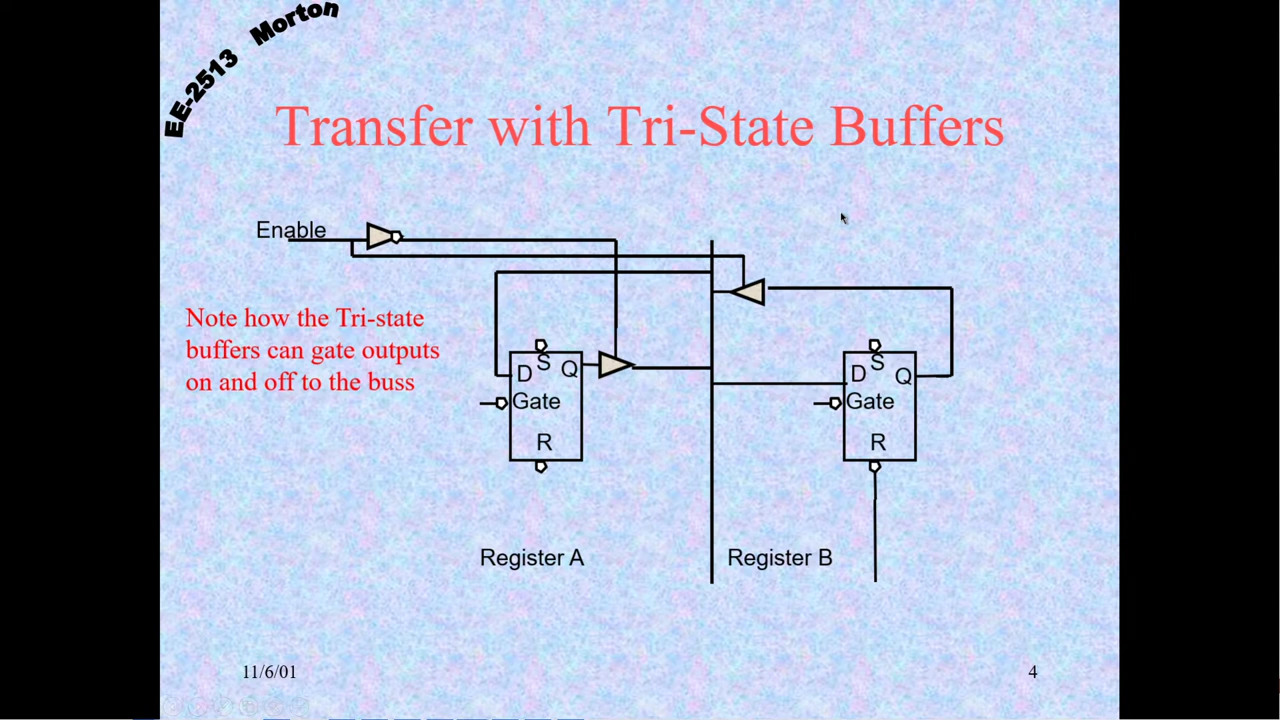 EE-2513 Morton
Transfer with Tri-State Buffers
Enable
Note how the Tri-state
buffers can gate outputs
on and off to the buss
S
D Q
Gate
R
S
D Q
Gate
R
Register A
Register B
11/6/01
4